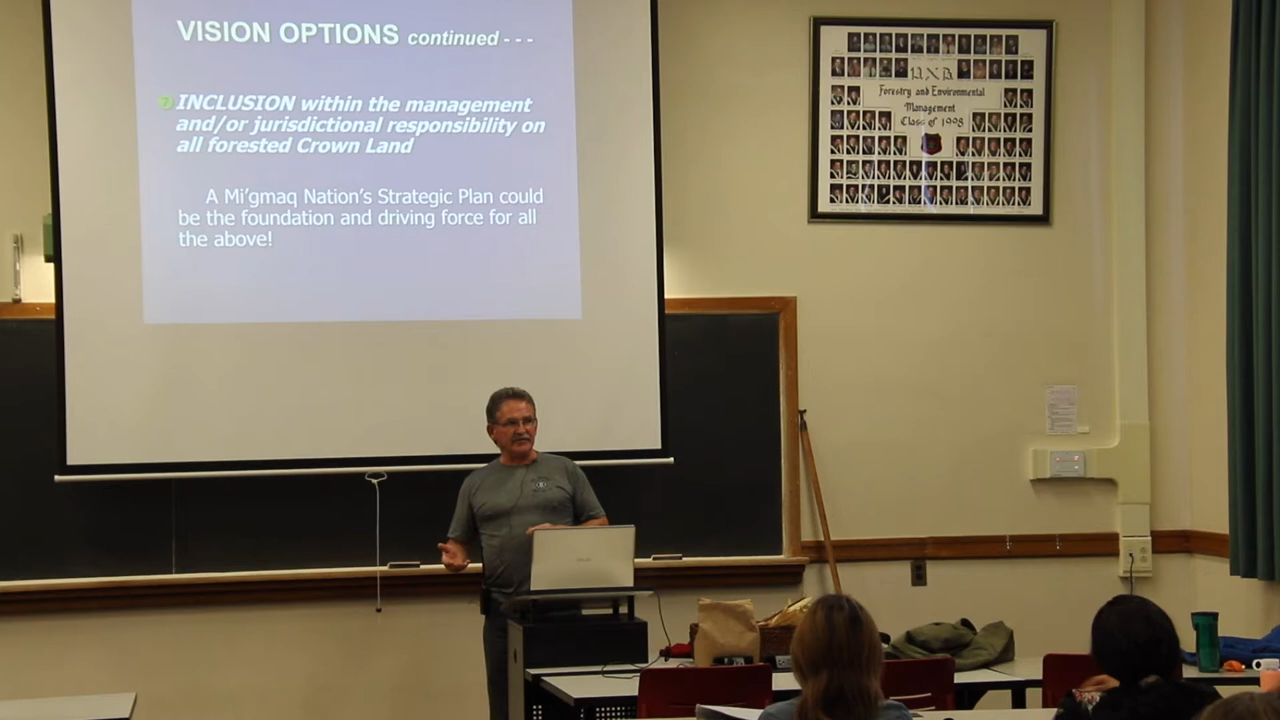 VISION OPTIONS continued - - -
INCLUSION within the management
and/or jurisdictional responsibility on
all forested Crown Land
A Mi'gmaq Nation's Strategic Plan could
be the foundation and driving force for all
the above!
U.N.B.
Forestry and Environmental
Management
Class of 1998